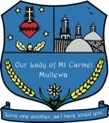 Our Lady of Mt Carmel
Mullewa
Love one another, as I have loved you